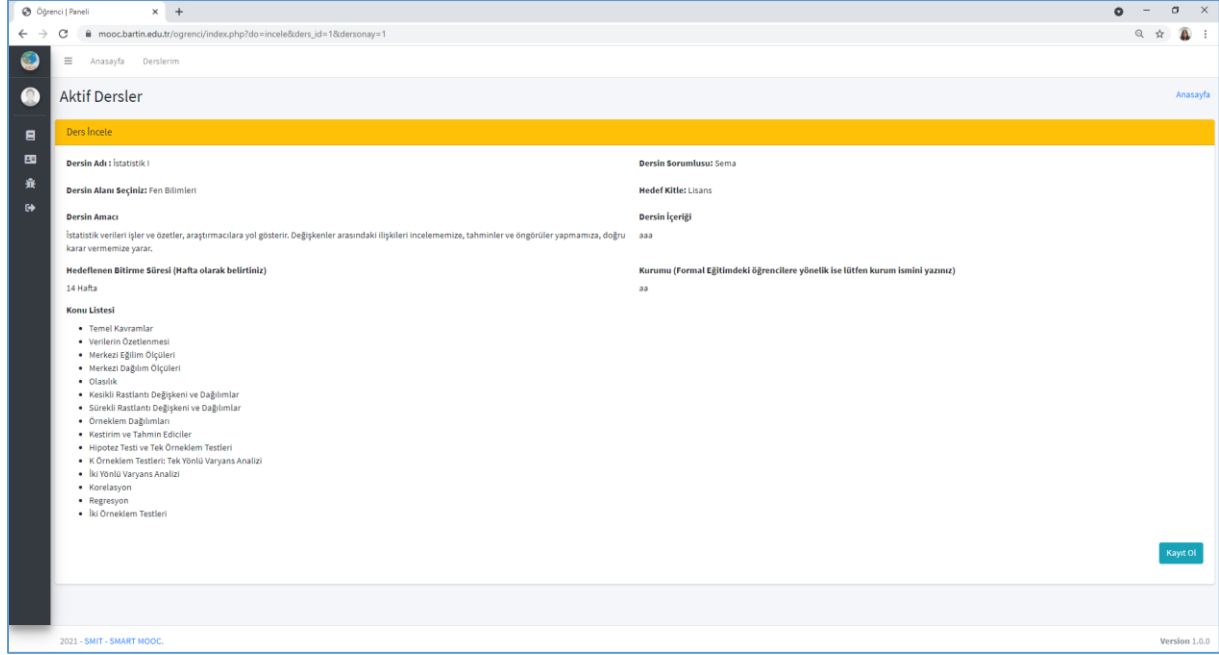 Öğrenci | Paneli
mooc.bartin.edu.tr/ogrenci/index.php?do=incele&ders_id=1&dersonay=1
Anasayfa Derslerim
Aktif Dersler
Anasayfa
Ders İncele
Dersin Adı : İstatistik I
Dersin Sorumlusu: Sema
Dersin Alanı Seçiniz: Fen Bilimleri
Hedef Kitle: Lisans
Dersin Amacı
İstatistik verileri işler ve özetler, araştırmacılara yol gösterir. Değişkenler arasındaki ilişkileri incelememize, tahminler ve öngörüler yapmamıza, doğru
karar vermemize yarar.
Dersin İçeriği
aaa
Hedeflenen Bitirme Süresi (Hafta olarak belirtiniz)
14 Hafta
Kurumu (Formal Eğitimdeki öğrencilere yönelik ise lütfen kurum ismini yazınız)
aa
Konu Listesi
Temel Kavramlar
Verilerin Özetlenmesi
Merkezi Eğilim Ölçüleri
Merkezi Dağılım Ölçüleri
Olasılık
Kesikli Rastlantı Değişkeni ve Dağılımlar
Sürekli Rastlantı Değişkeni ve Dağılımlar
Örneklem Dağılımları
Kestirim ve Tahmin Ediciler
Hipotez Testi ve Tek Örneklem Testleri
K Örneklem Testleri: Tek Yönlü Varyans Analizi
İki Yönlü Varyans Analizi
Korelasyon
Regresyon
İki Örneklem Testleri
Kayıt Ol
2021 - SMIT - SMART MOOC.
Version 1.0.0